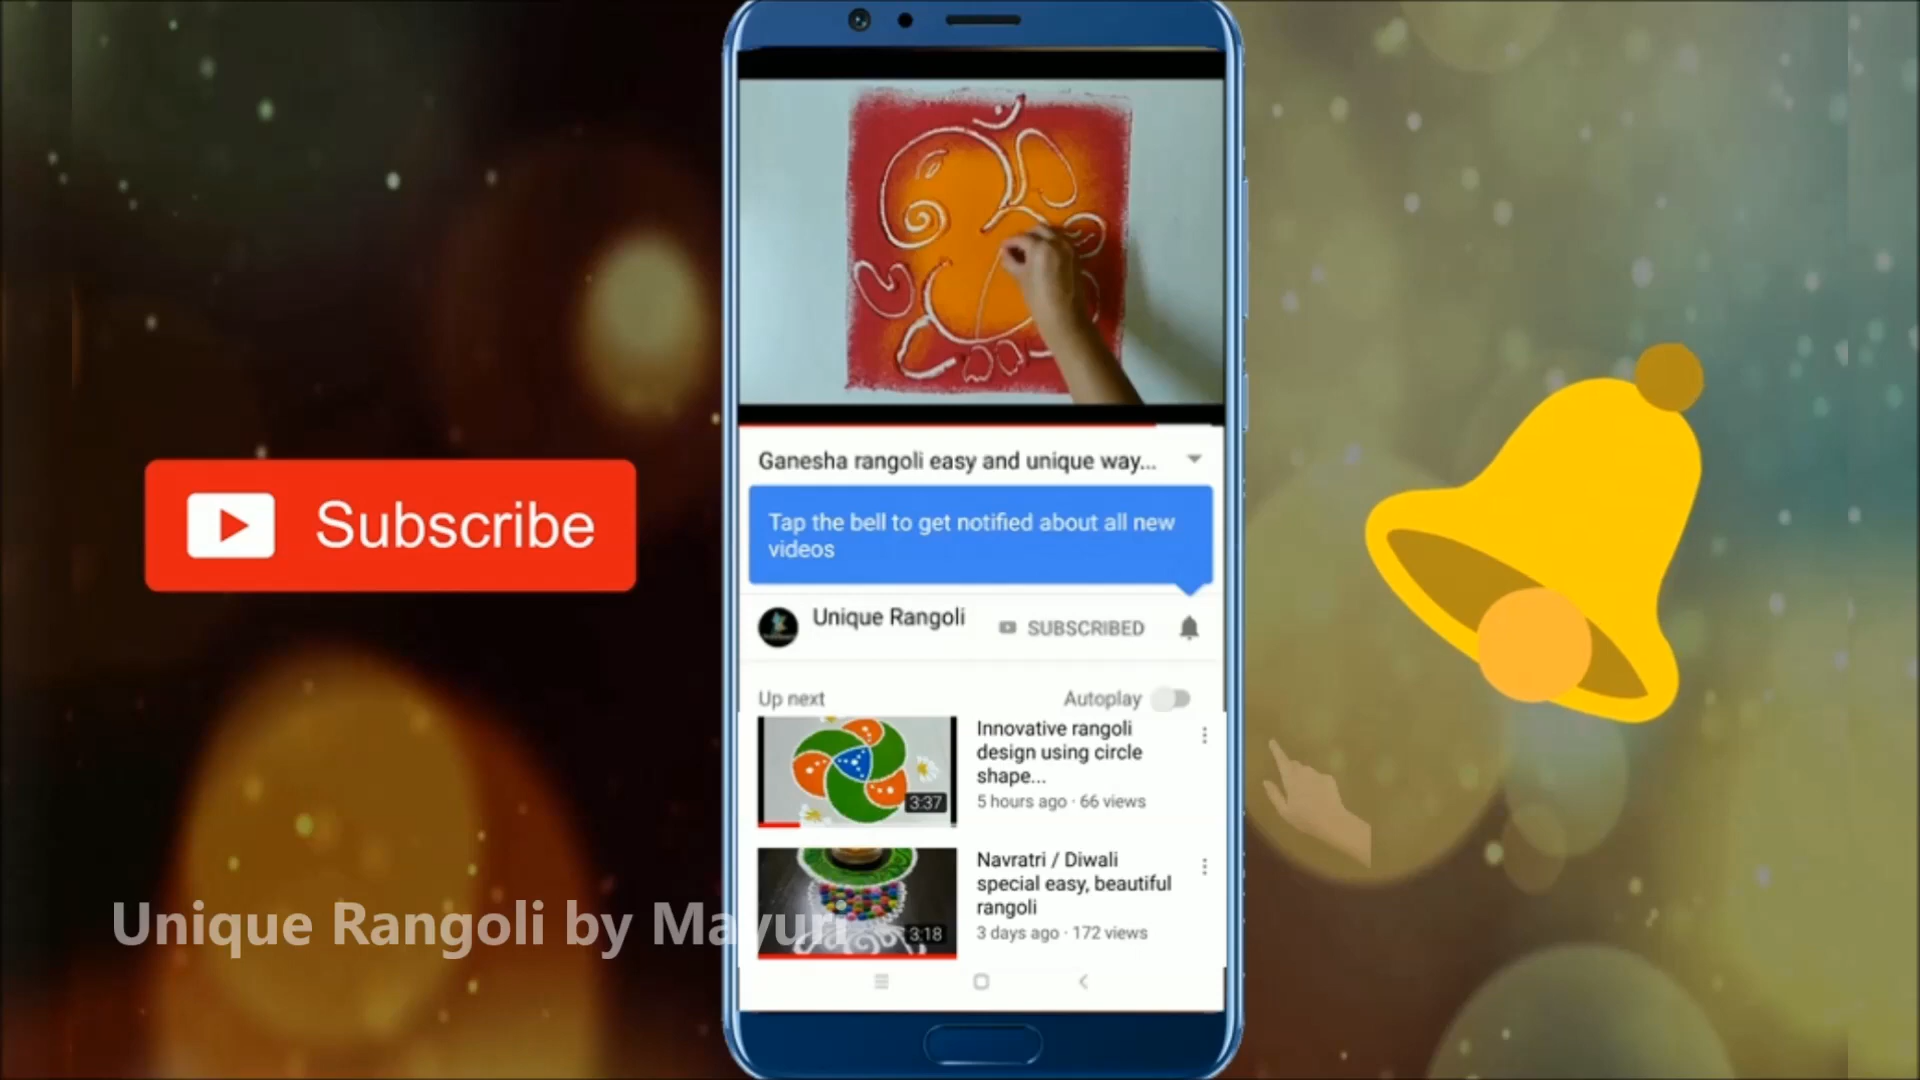 Ganesha rangoli easy and unique way...
Tap the bell to get notified about all new
videos
Subscribe
Unique Rangoli
SUBSCRIBED
Up next
Autoplay
Innovative rangoli
design using circle
shape...
5 hours ago · 66 views
3:37
Navratri / Diwali
special easy, beautiful
rangoli
3 days ago · 172 views
3:18
Unique Rangoli by Mayuri